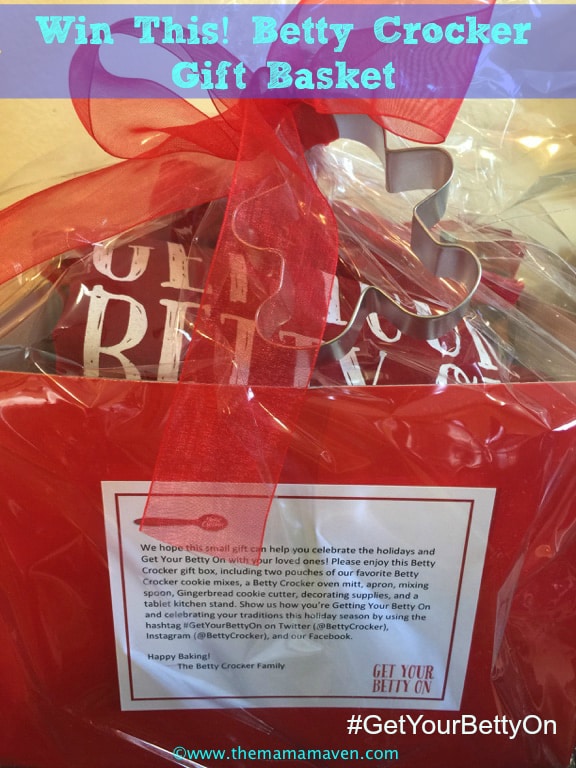 Win This! Betty Crocker
Gift Basket
GET
BETTY
YOUR
Betty
Crocker
We hope this small gift can help you celebrate the holidays and
Get Your Betty On with your loved ones! Please enjoy this Betty
Crocker gift box, including two pouches of our favorite Betty
Crocker cookie mixes, a Betty Crocker oven mitt, apron, mixing
spoon, Gingerbread cookie cutter, decorating supplies, and a
tablet kitchen stand. Show us how you're Getting Your Betty On
and celebrating your traditions this holiday season by using the
hashtag #GetYourBettyOn on Twitter (@BettyCrocker),
Instagram (@BettyCrocker), and our Facebook.
Happy Baking!
The Betty Crocker Family
GET YOUR
BETTY ON
#GetYourBettyOn
©www.themamamaven.com